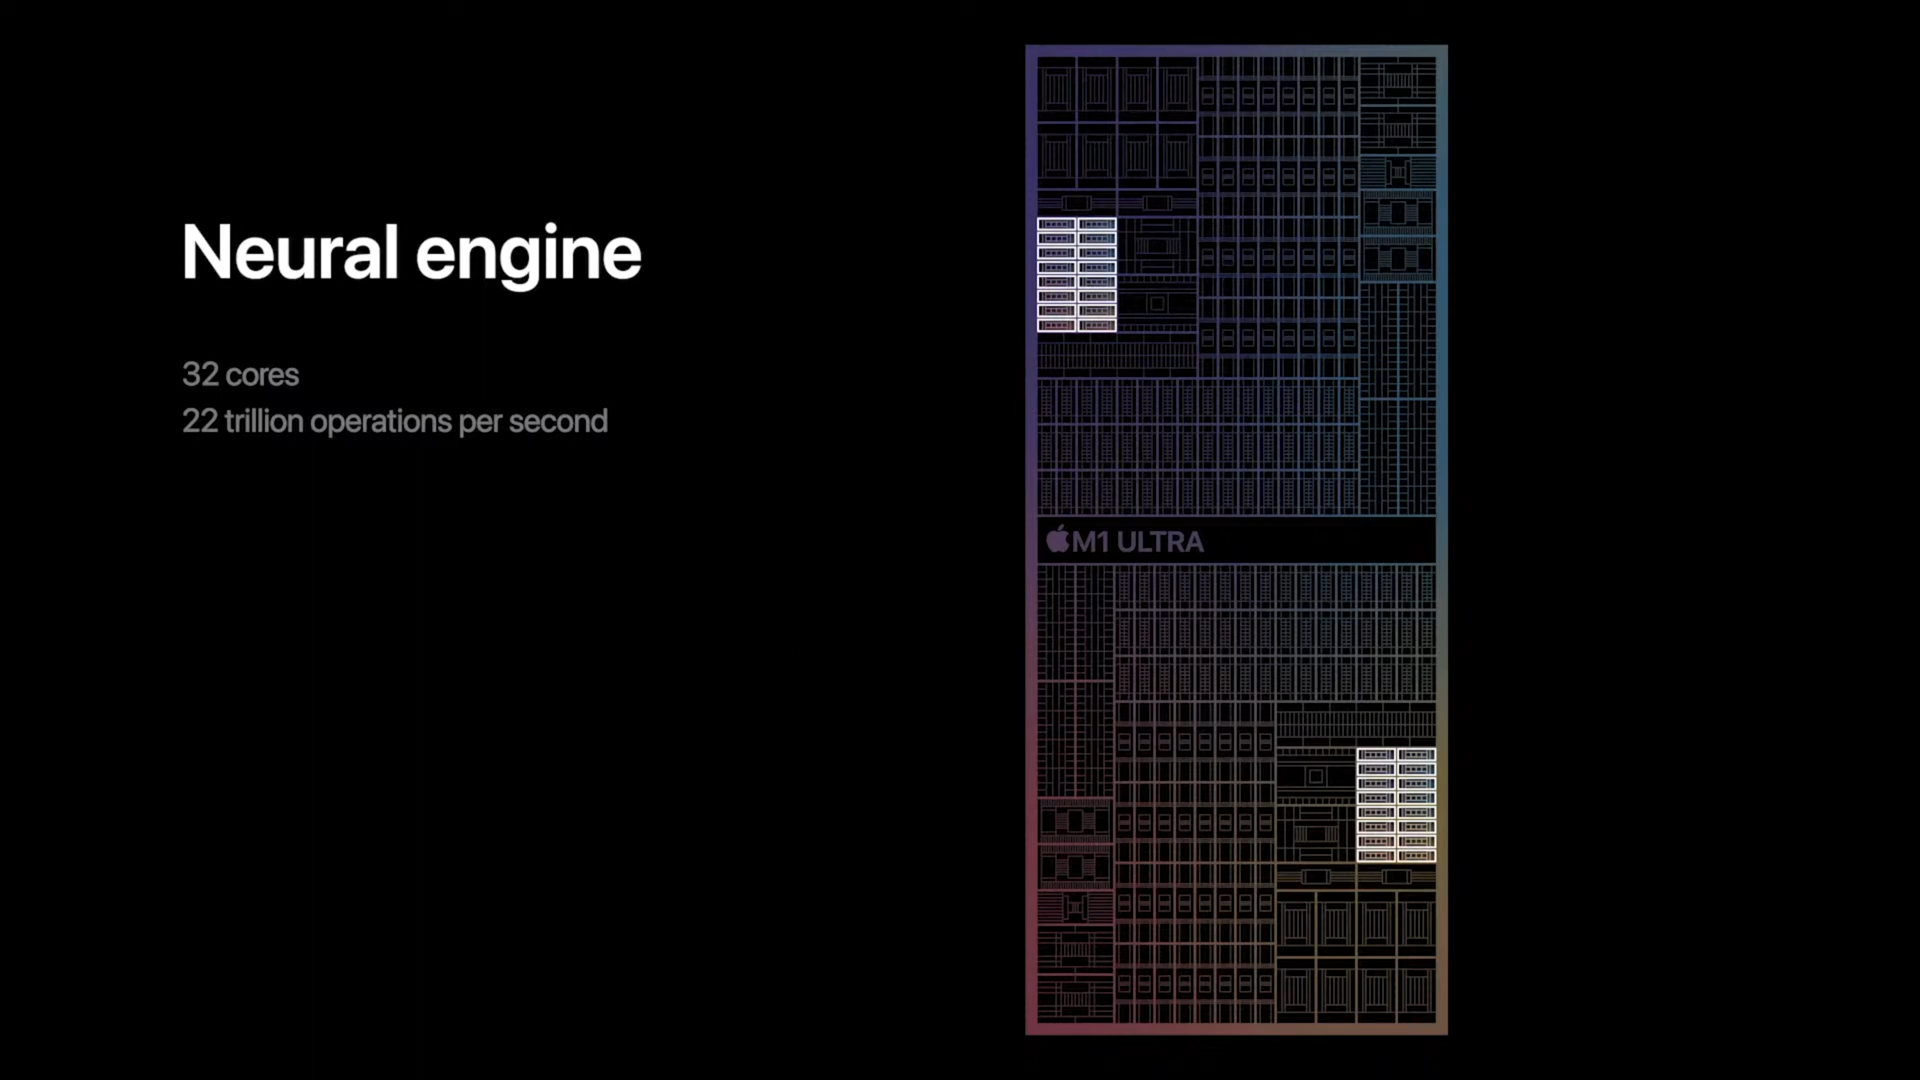 Neural engine
32 cores
22 trillion operations per second
M1 ULTRA